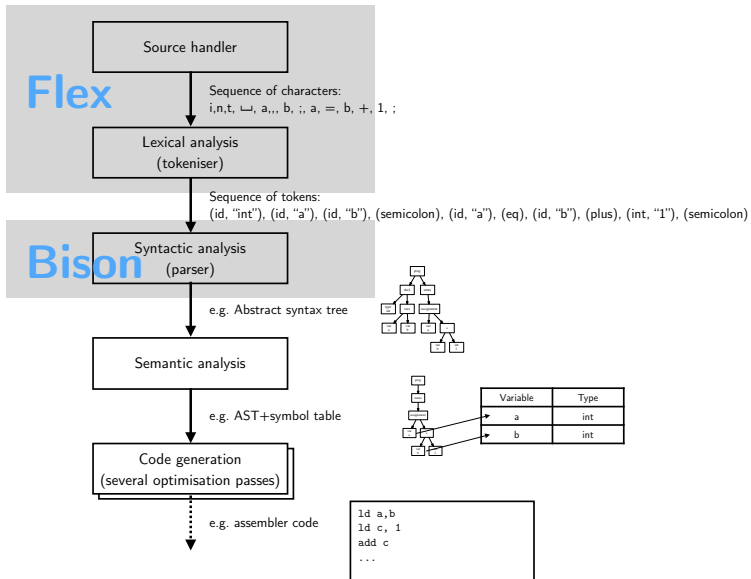 Source handler
Flex
Sequence of characters:
i,n,t, ⎵, a,,, b, ;, a, =, b, +, 1, ;
Lexical analysis
(tokeniser)
Sequence of tokens:
(id, “int”), (id, “a”), (id, “b”), (semicolon), (id, “a”), (eq), (id, “b”), (plus), (int, “1”), (semicolon)
Bison
Syntactic analysis
(parser)
e.g. Abstract syntax tree
Semantic analysis
e.g. AST+symbol table
Variable Type
a int
b int
Code generation
(several optimisation passes)
e.g. assembler code
ld a,b
ld c, 1
add c
...